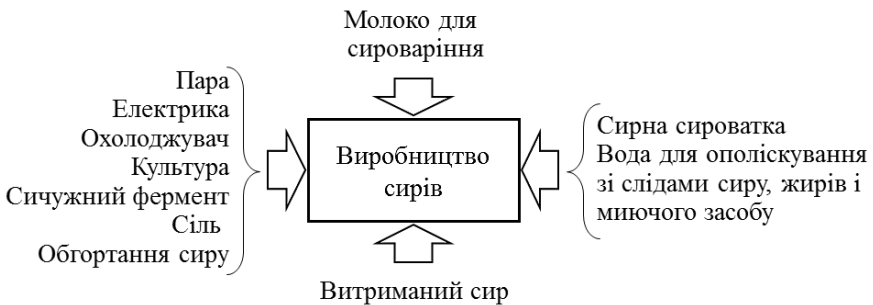 Молоко для
сироваріння
Пара
Електрика
Охолоджувач
Культура
Сичужний фермент
Сіль
Обгортання сиру
Виробництво
сирів
Сирна сироватка
Вода для ополіскування
зі слідами сиру, жирів і
миючого засобу
Витриманий сир